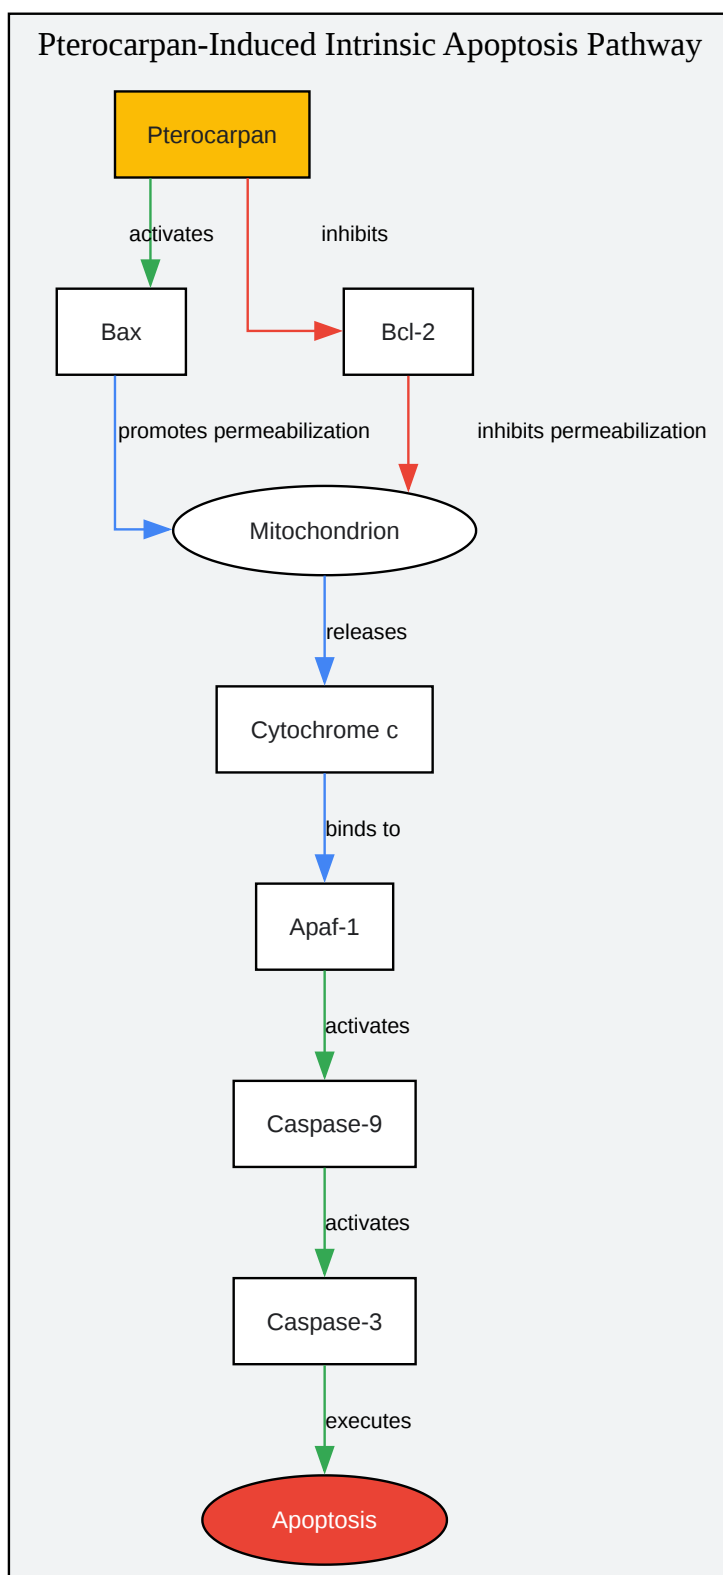 Pterocarpan-Induced Intrinsic Apoptosis Pathway
Pterocarpan
activates
inhibits
Bax
Bcl-2
promotes permeabilization
inhibits permeabilization
Mitochondrion
releases
Cytochrome c
binds to
Apaf-1
activates
Caspase-9
activates
Caspase-3
executes
Apoptosis